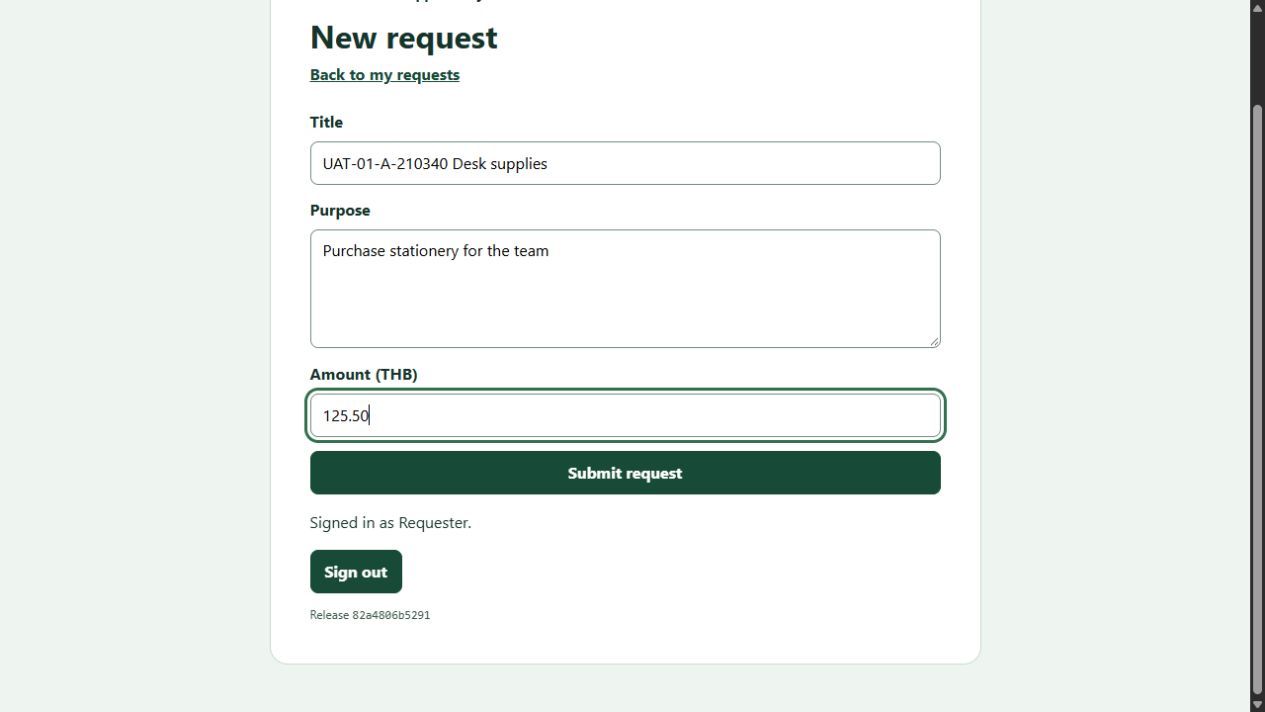 New request
Back to my requests
Title
UAT-01-A-210340 Desk supplies
Purpose
Purchase stationery for the team
Amount (THB)
125.50
Submit request
Signed in as Requester.
Sign out
Release 82a4806b5291